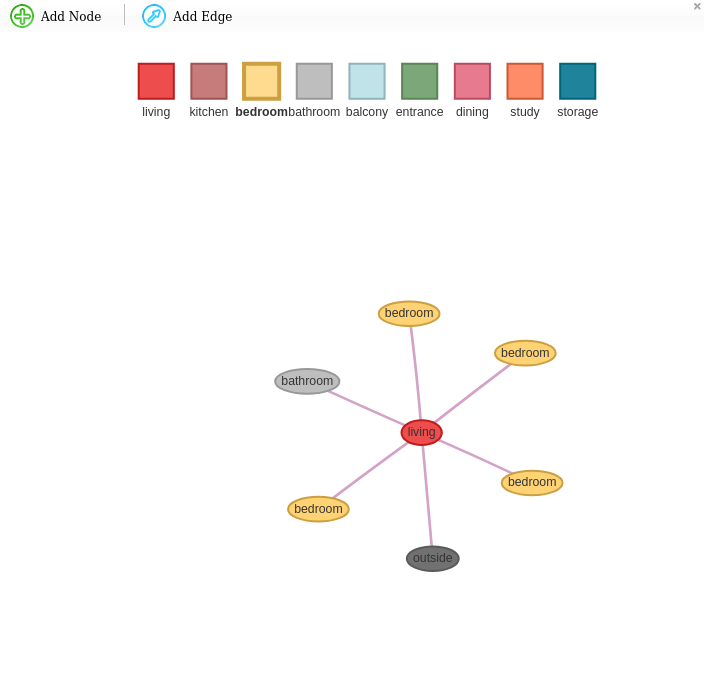 Add Node Add Edge
living kitchen bedroom bathroom balcony entrance dining study storage
bedroom
bedroom
bathroom
living
bedroom
bedroom
outside